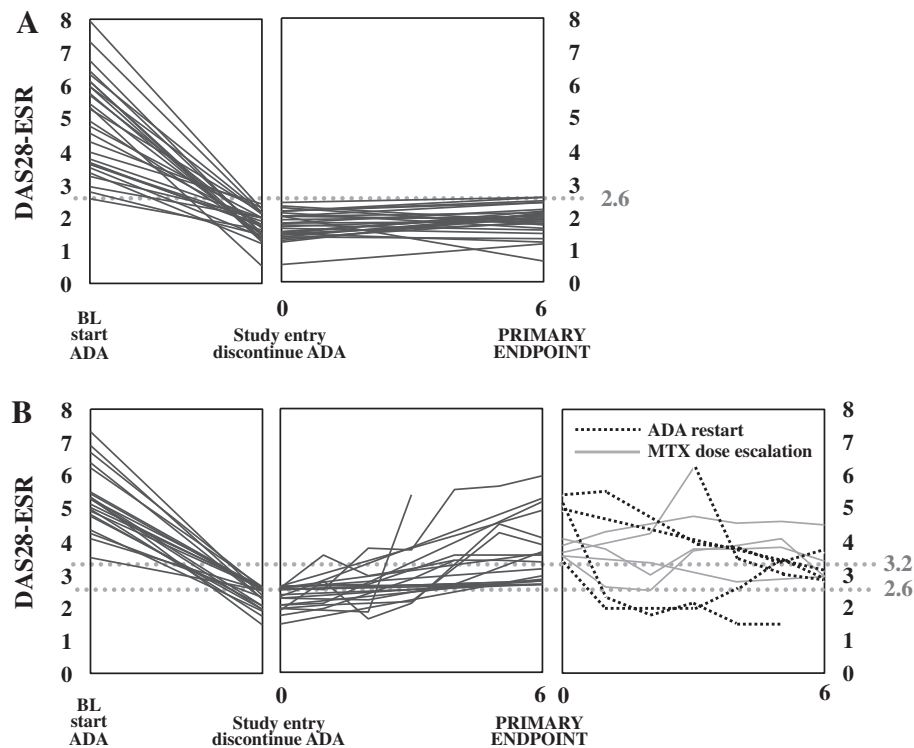 A
DAS28-ESR
8
7
6
5
4
3
2
1
0
8
7
6
5
4
3
2
1
0
2.6
0
6
BL
start
ADA
Study entry
discontinue ADA
PRIMARY
ENDPOINT
B
DAS28-ESR
8
7
6
5
4
3
2
1
0
ADA restart
MTX dose escalation
8
7
6
5
4
3
2
1
0
3.2
2.6
0
6
0
6
BL
start
ADA
Study entry
discontinue ADA
PRIMARY
ENDPOINT